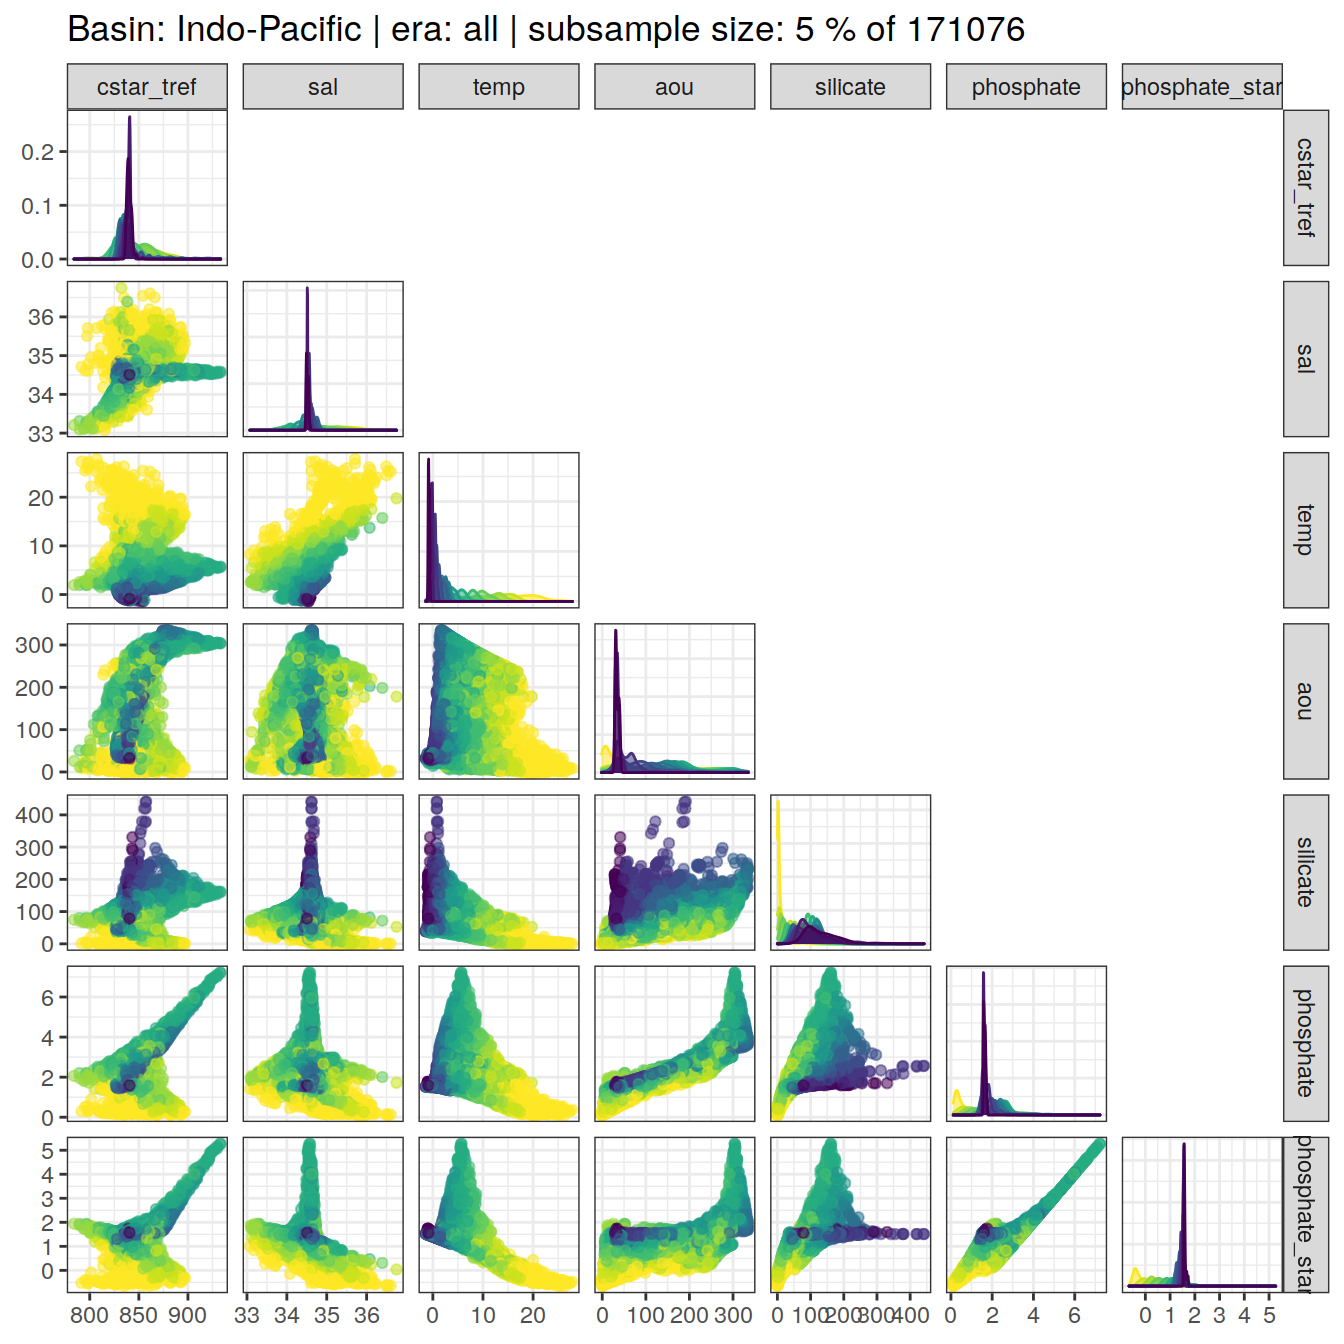 Basin: Indo-Pacific | era: all | subsample size: 5 % of 171076
cstar_tref sal temp aou silicate phosphate phosphate_star
0.2
0.1
0.0
cstar_tref
36
35
34
33
sal
20
10
0
temp
300
200
100
0
aou
400
300
200
100
0
silicate
6
4
2
0
phosphate
5
4
3
2
1
0
phosphate_star
800 850 900 33 34 35 36 0 10 20 0 100 200 300 0 100 200 300 400 0 2 4 6 0 1 2 3 4 5